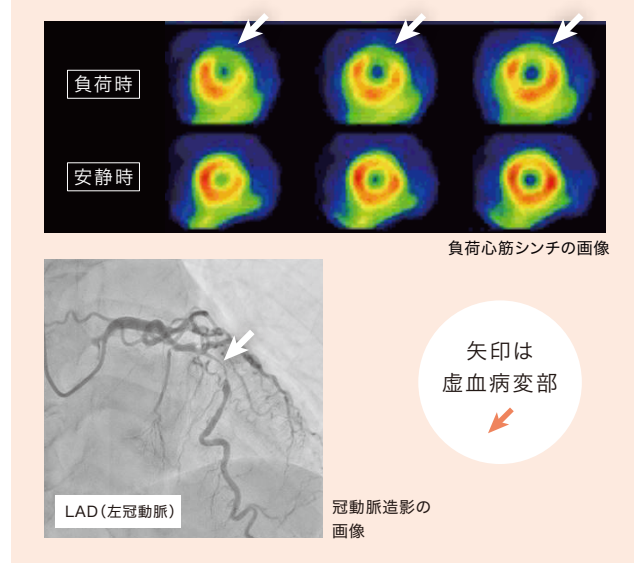 負荷時
安静時
負荷心筋シンチの画像
矢印は
虚血病変部
LAD(左冠動脈)
冠動脈造影の
画像